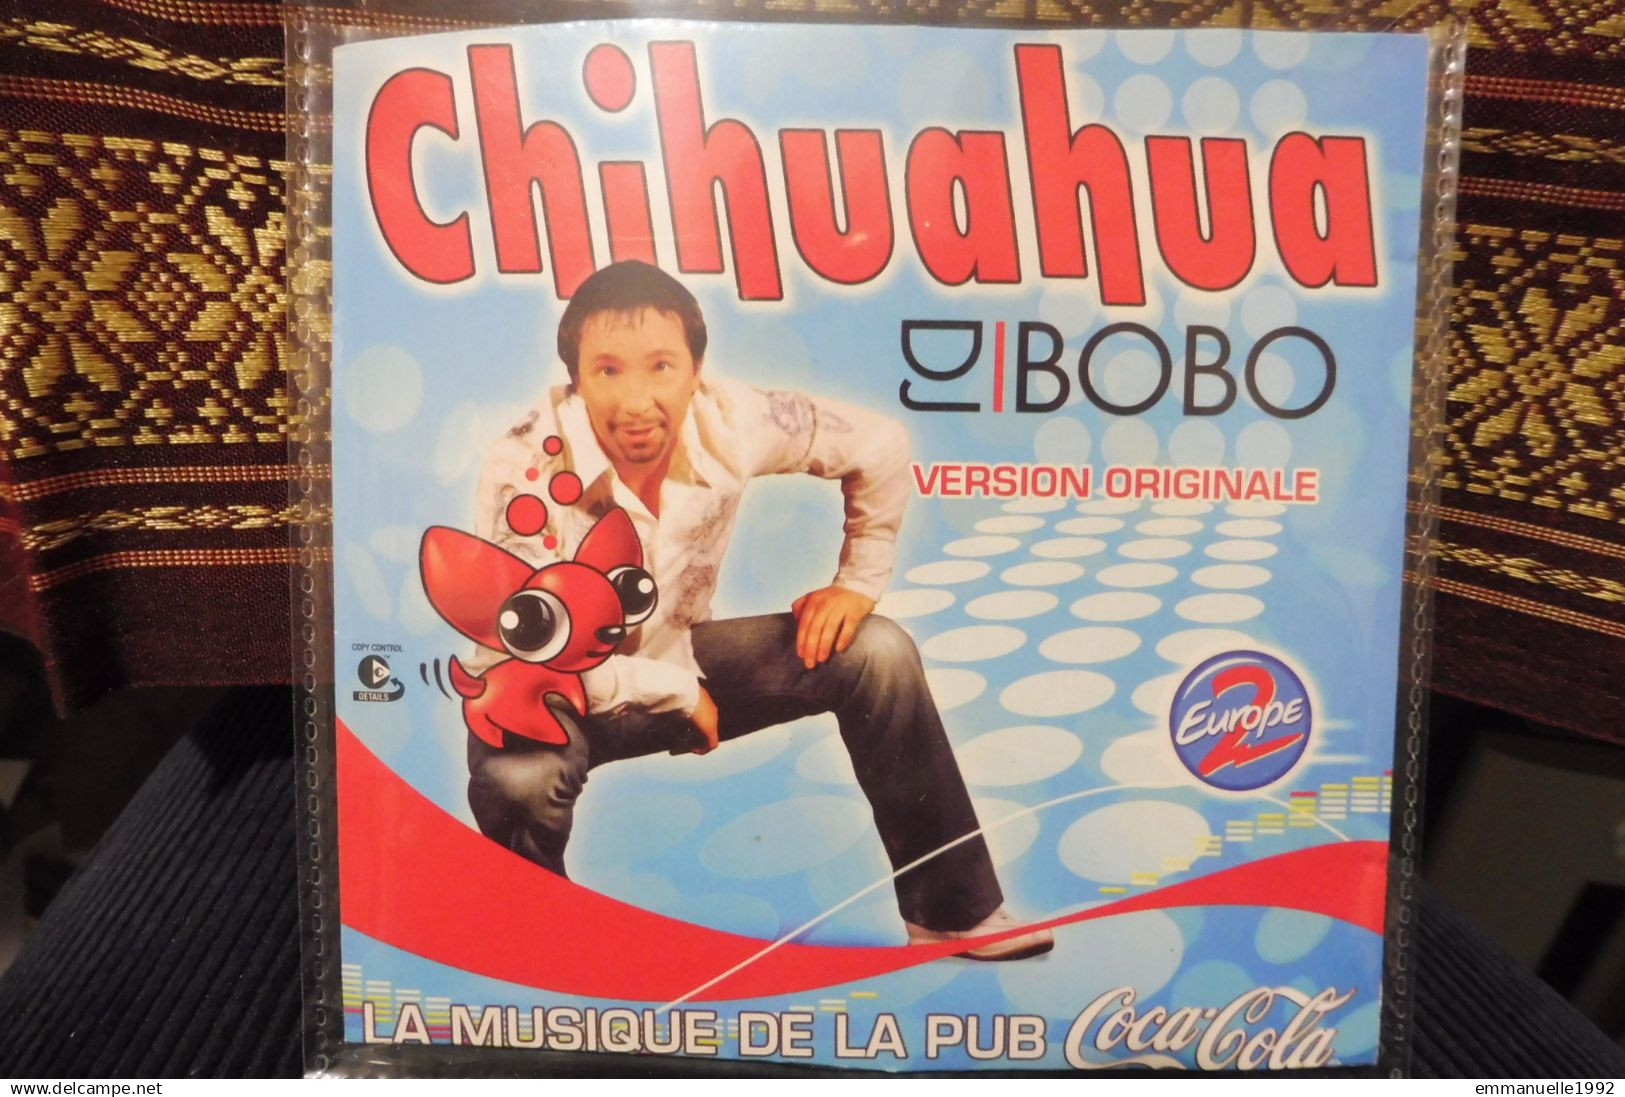 Chihuahua
DJ BOBO
VERSION ORIGINALE
COPY CONTROL
TM
C
DETAILS
EUROPE
2
LA MUSIQUE DE LA PUB Coca-Cola
delcampe.net
emmanuelle1992